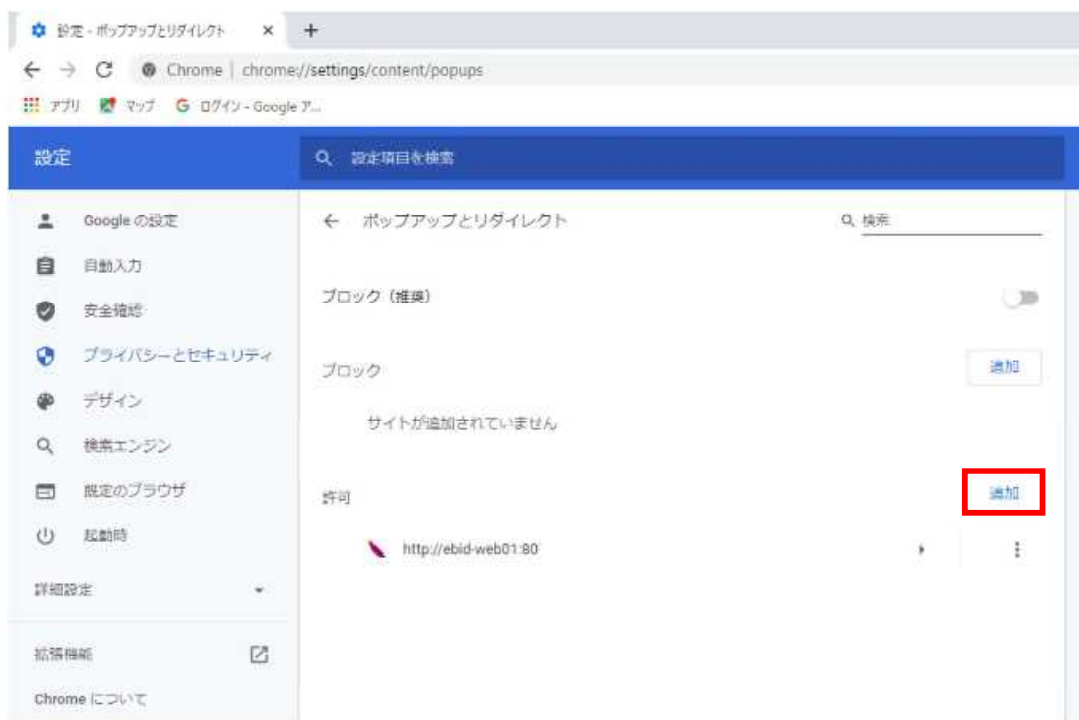 設定 - ポップアップとリダイレクト
Chrome | chrome://settings/content/popups
アプリ マップ ログイン - Google ア...
設定
設定項目を検索
Google の設定
自動入力
安全確認
プライバシーとセキュリティ
デザイン
検索エンジン
既定のブラウザ
起動時
詳細設定
拡張機能
Chrome について
ポップアップとリダイレクト
検索
ブロック（推奨）
ブロック
追加
サイトが追加されていません
許可
追加
http://ebid-web01:80